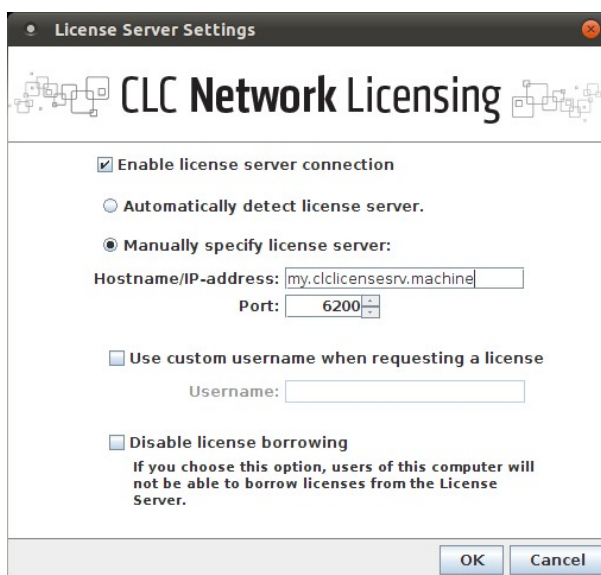 License Server Settings
CLC Network Licensing
Enable license server connection
Automatically detect license server.
Manually specify license server:
Hostname/IP-address: my.clclicensesrv.machine
Port: 6200
Use custom username when requesting a license
Username:
Disable license borrowing
If you choose this option, users of this computer will
not be able to borrow licenses from the License
Server.
OK Cancel